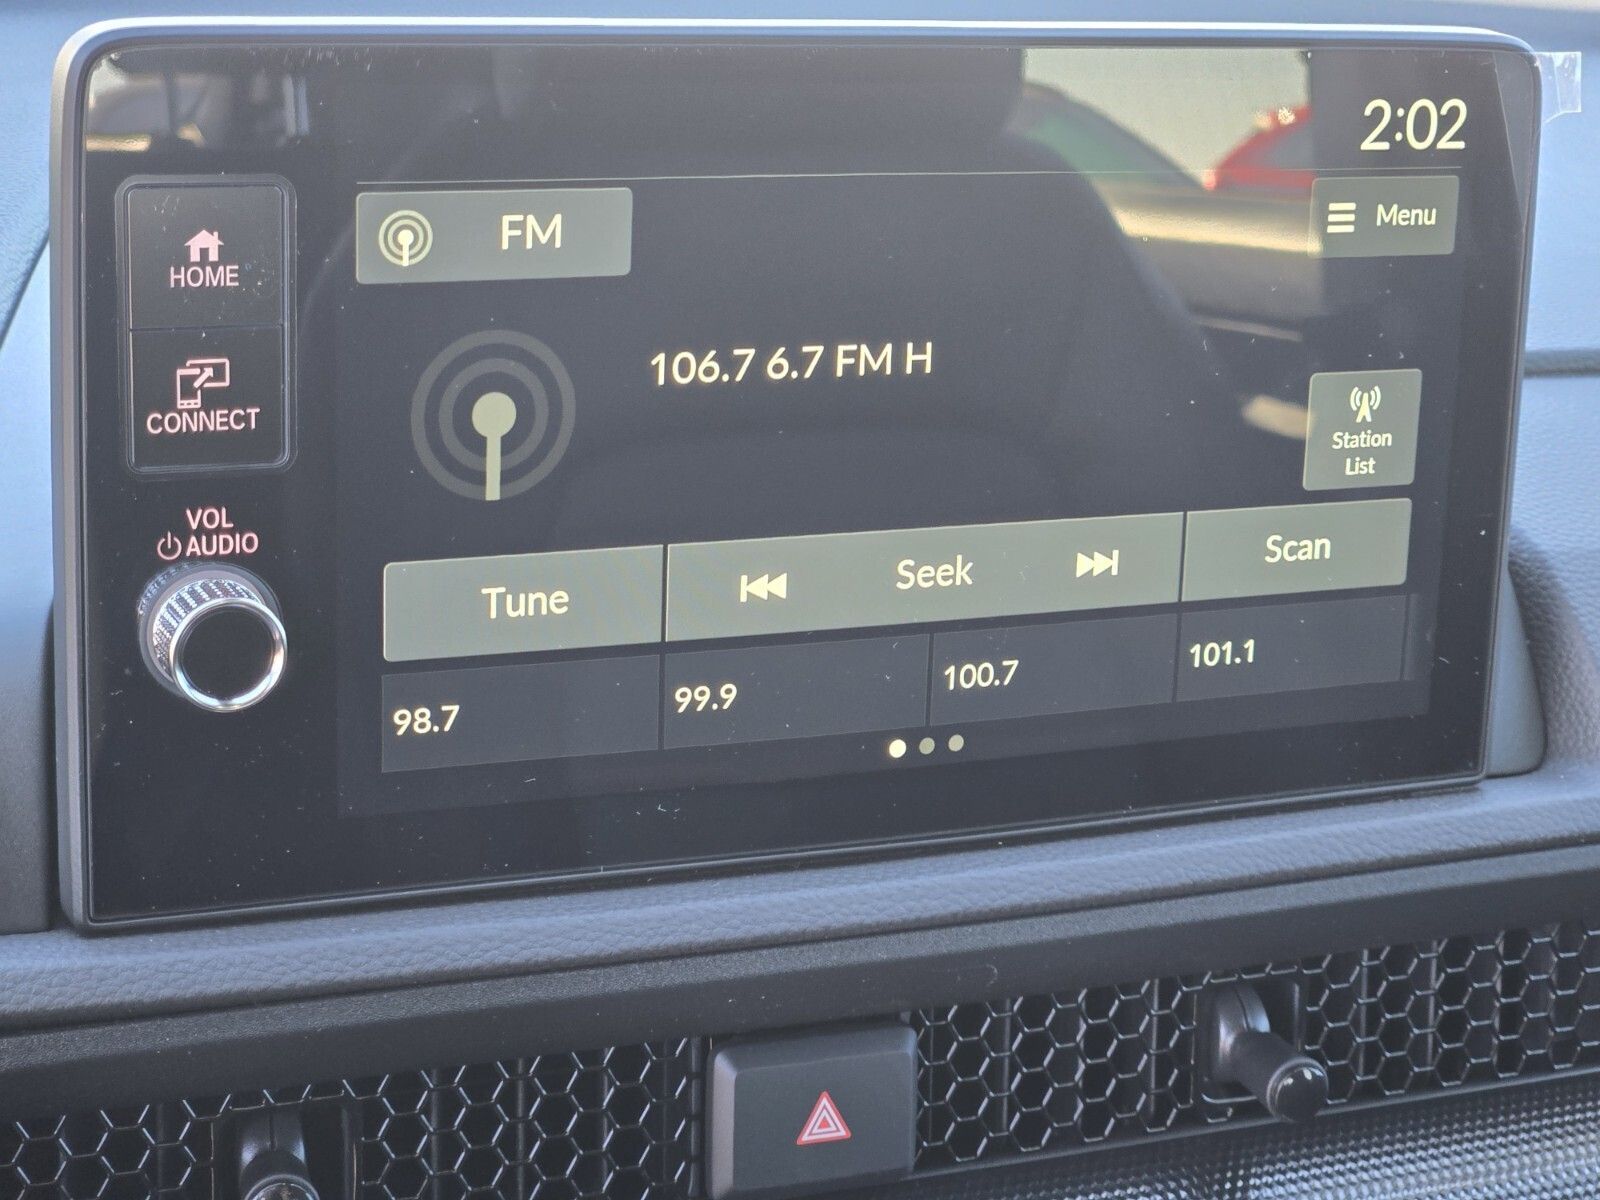 2:02
FM
Menu
HOME
CONNECT
106.7 6.7 FM H
Station
List
VOL
AUDIO
Tune
Seek
Scan
98.7
99.9
100.7
101.1